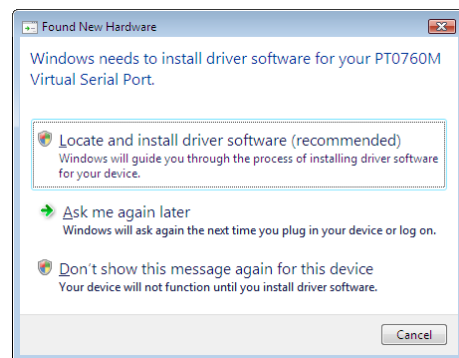 Found New Hardware
Windows needs to install driver software for your PT0760M
Virtual Serial Port.
Locate and install driver software (recommended)
Windows will guide you through the process of installing driver software
for your device.
Ask me again later
Windows will ask again the next time you plug in your device or log on.
Don't show this message again for this device
Your device will not function until you install driver software.
Cancel